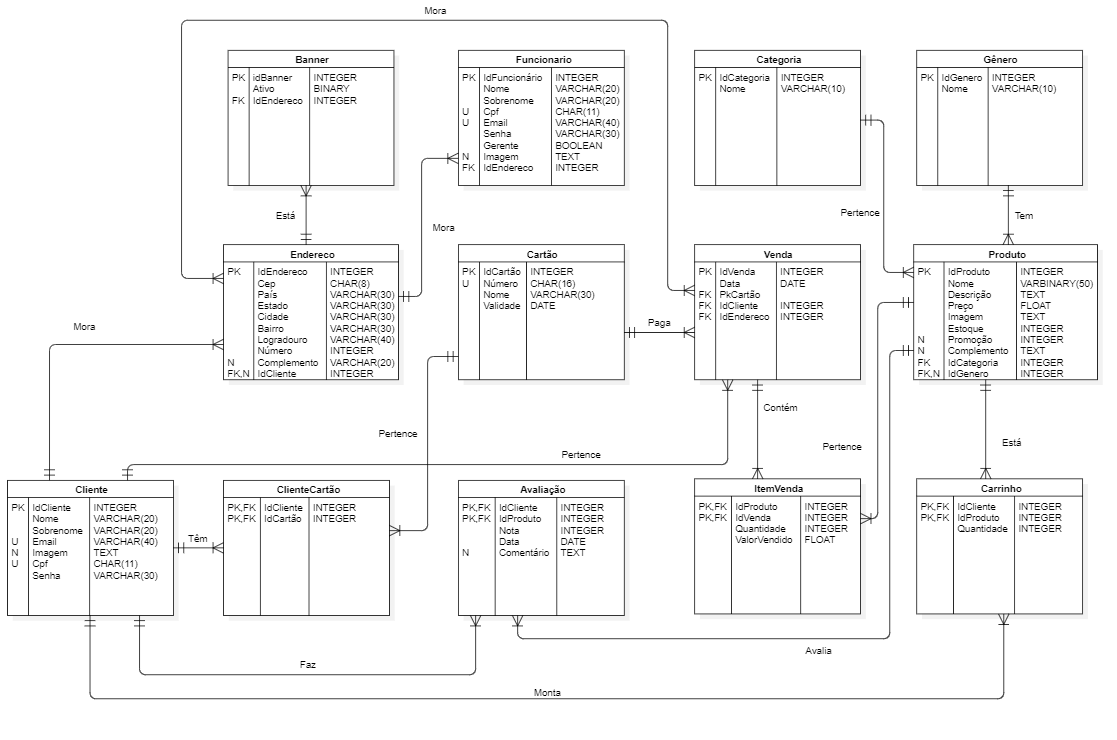 Mora
Banner
PK idBanner INTEGER
Ativo BINARY
FK IdEndereco INTEGER
Funcionario
PK IdFuncionário INTEGER
Nome VARCHAR(20)
Sobrenome VARCHAR(20)
U Cpf CHAR(11)
U Email VARCHAR(40)
Senha VARCHAR(30)
Gerente BOOLEAN
N Imagem TEXT
FK IdEndereco INTEGER
Categoria
PK IdCategoria INTEGER
Nome VARCHAR(10)
Gênero
PK IdGenero INTEGER
Nome VARCHAR(10)
Está
Mora
Pertence
Tem
Endereco
PK IdEndereco INTEGER
Cep CHAR(8)
País VARCHAR(30)
Estado VARCHAR(30)
Cidade VARCHAR(30)
Bairro VARCHAR(30)
Logradouro VARCHAR(40)
Número INTEGER
N Complemento VARCHAR(20)
FK,N IdCliente INTEGER
Cartão
PK IdCartão INTEGER
U Número CHAR(16)
Nome VARCHAR(30)
Validade DATE
Venda
PK IdVenda INTEGER
Data DATE
FK PkCartão
FK IdCliente INTEGER
FK IdEndereco INTEGER
Produto
PK IdProduto INTEGER
Nome VARBINARY(50)
Descrição TEXT
Preço FLOAT
Imagem TEXT
Estoque INTEGER
N Promoção INTEGER
N Complemento TEXT
FK IdCategoria INTEGER
FK,N IdGenero INTEGER
Mora
Paga
Contém
Pertence
Pertence
Pertence
Está
Cliente
PK IdCliente INTEGER
Nome VARCHAR(20)
Sobrenome VARCHAR(20)
U Email VARCHAR(40)
N Imagem TEXT
U Cpf CHAR(11)
Senha VARCHAR(30)
Têm
ClienteCartão
PK,FK IdCliente INTEGER
PK,FK IdCartão INTEGER
Avaliação
PK,FK IdCliente INTEGER
PK,FK IdProduto INTEGER
Nota INTEGER
Data DATE
N Comentário TEXT
ItemVenda
PK,FK IdProduto INTEGER
PK,FK IdVenda INTEGER
Quantidade INTEGER
ValorVendido FLOAT
Carrinho
PK,FK IdCliente INTEGER
PK,FK IdProduto INTEGER
Quantidade INTEGER
Avalia
Faz
Monta